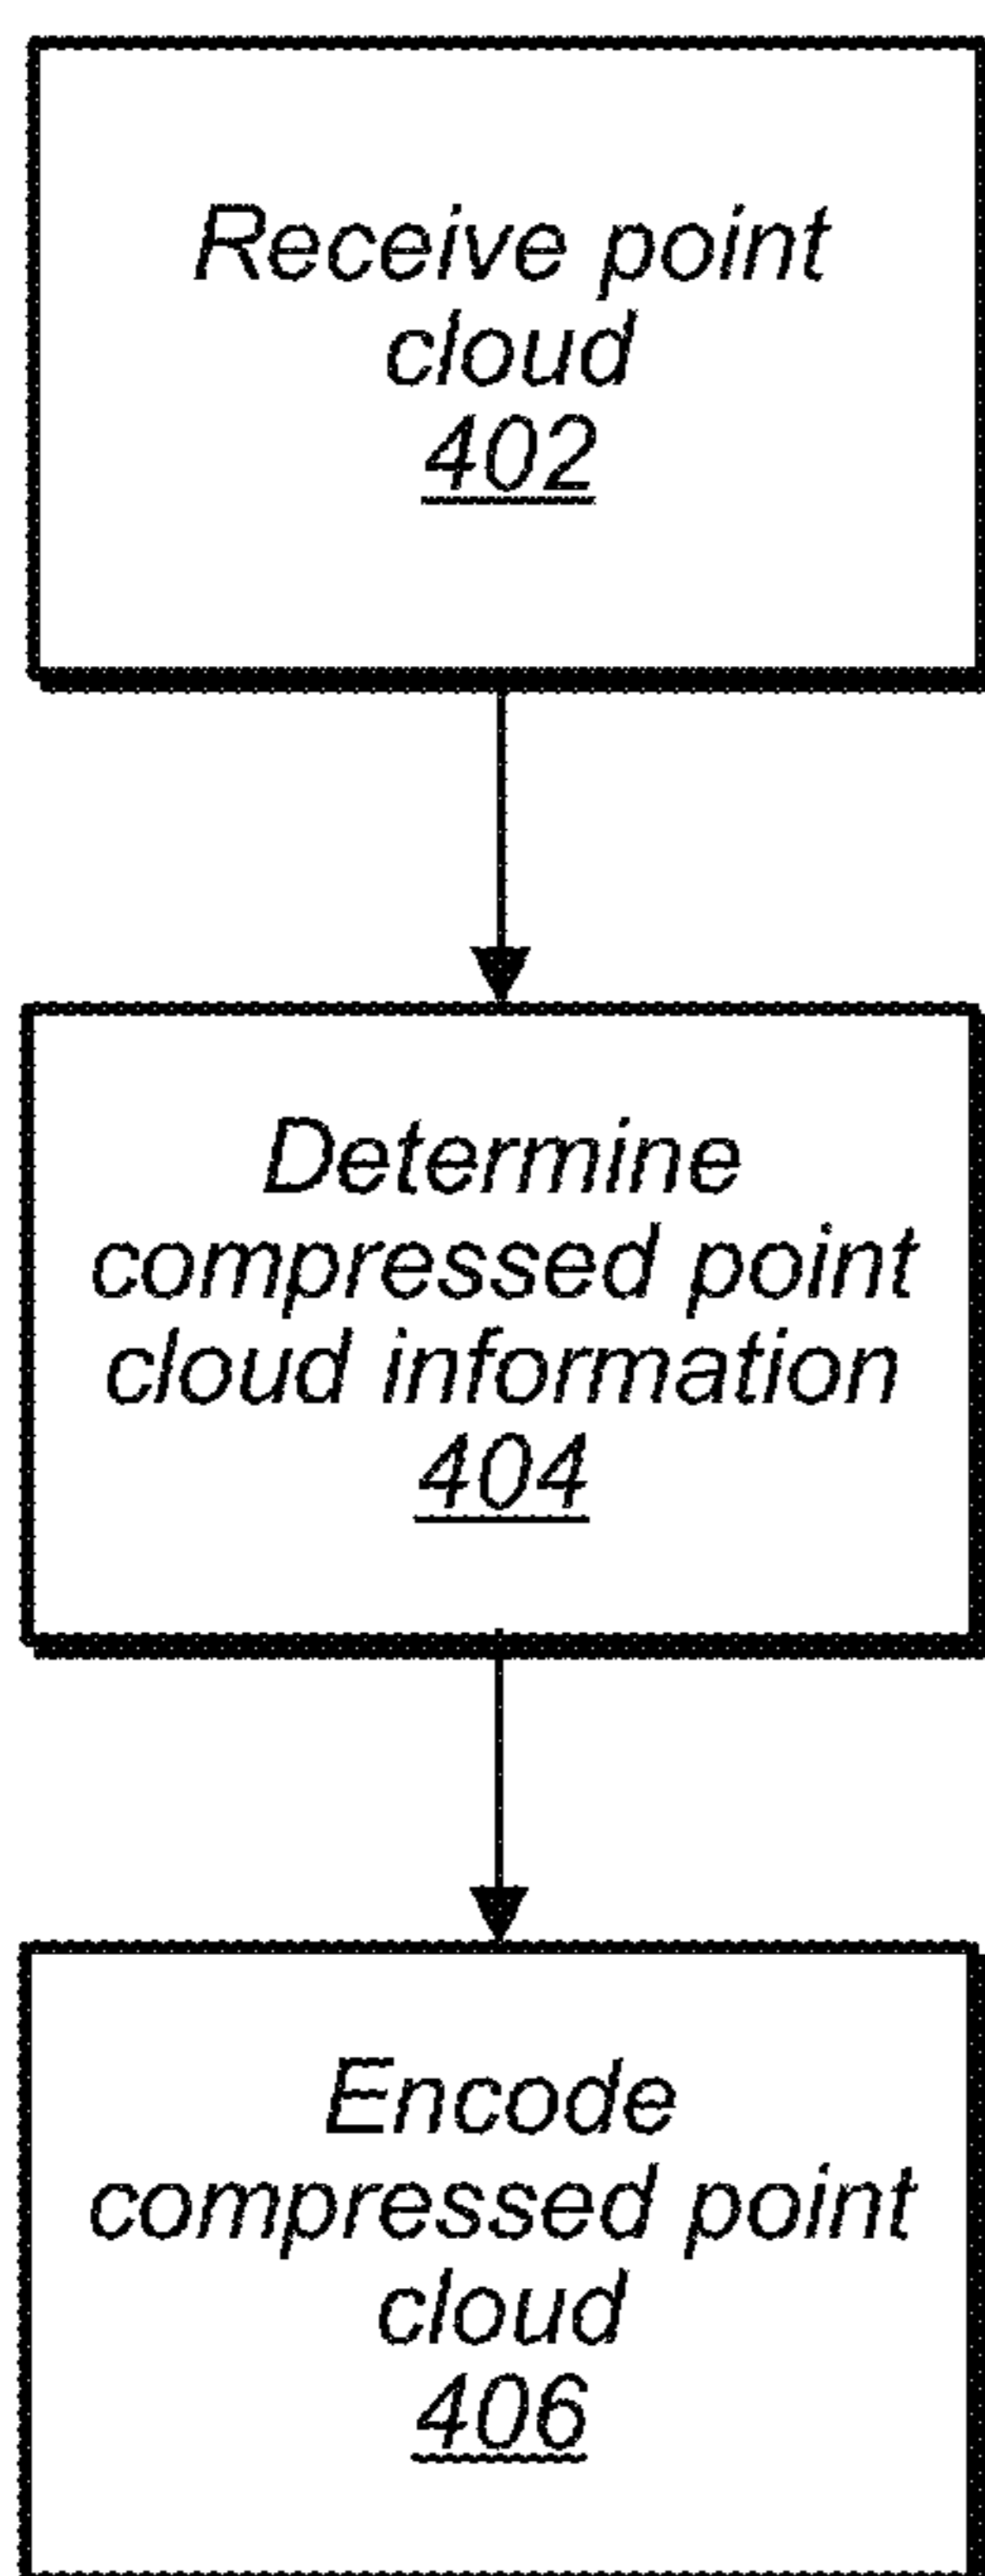 Receive point
cloud
402
Determine
compressed point
cloud information
404
Encode
compressed point
cloud
406